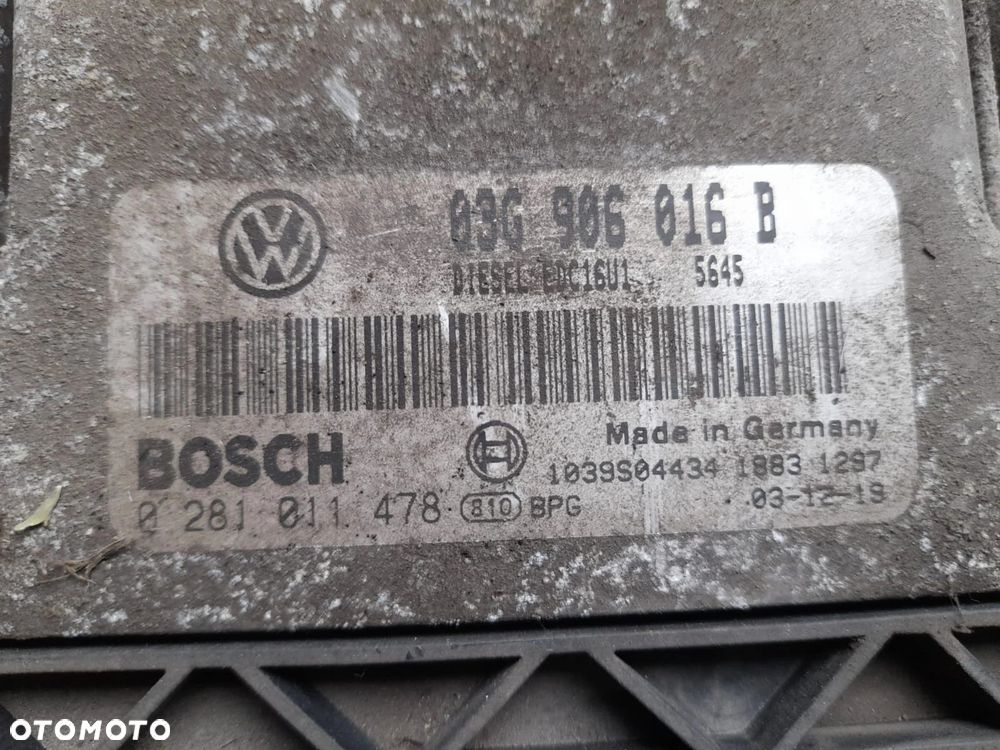 03G 906 016 B
DIESEL EDC16U1 5645
BOSCH
Made in Germany
1039S04434 1883 1297
0 281 011 478 810 BPG
03-12-19
OTOMOTO